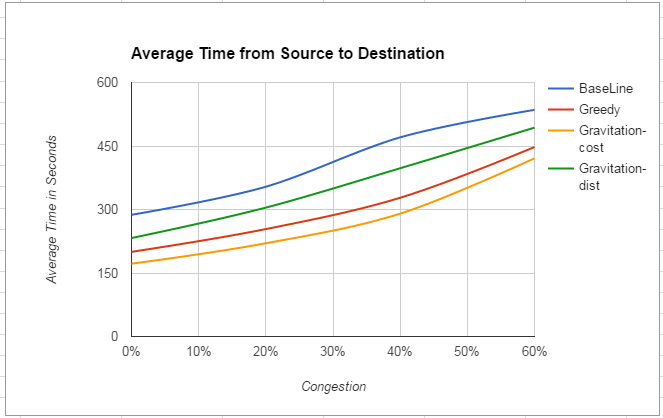 Average Time from Source to Destination
600
450
300
150
0
Average Time in Seconds
0% 10% 20% 30% 40% 50% 60%
Congestion
BaseLine
Greedy
Gravitation-
cost
Gravitation-
dist